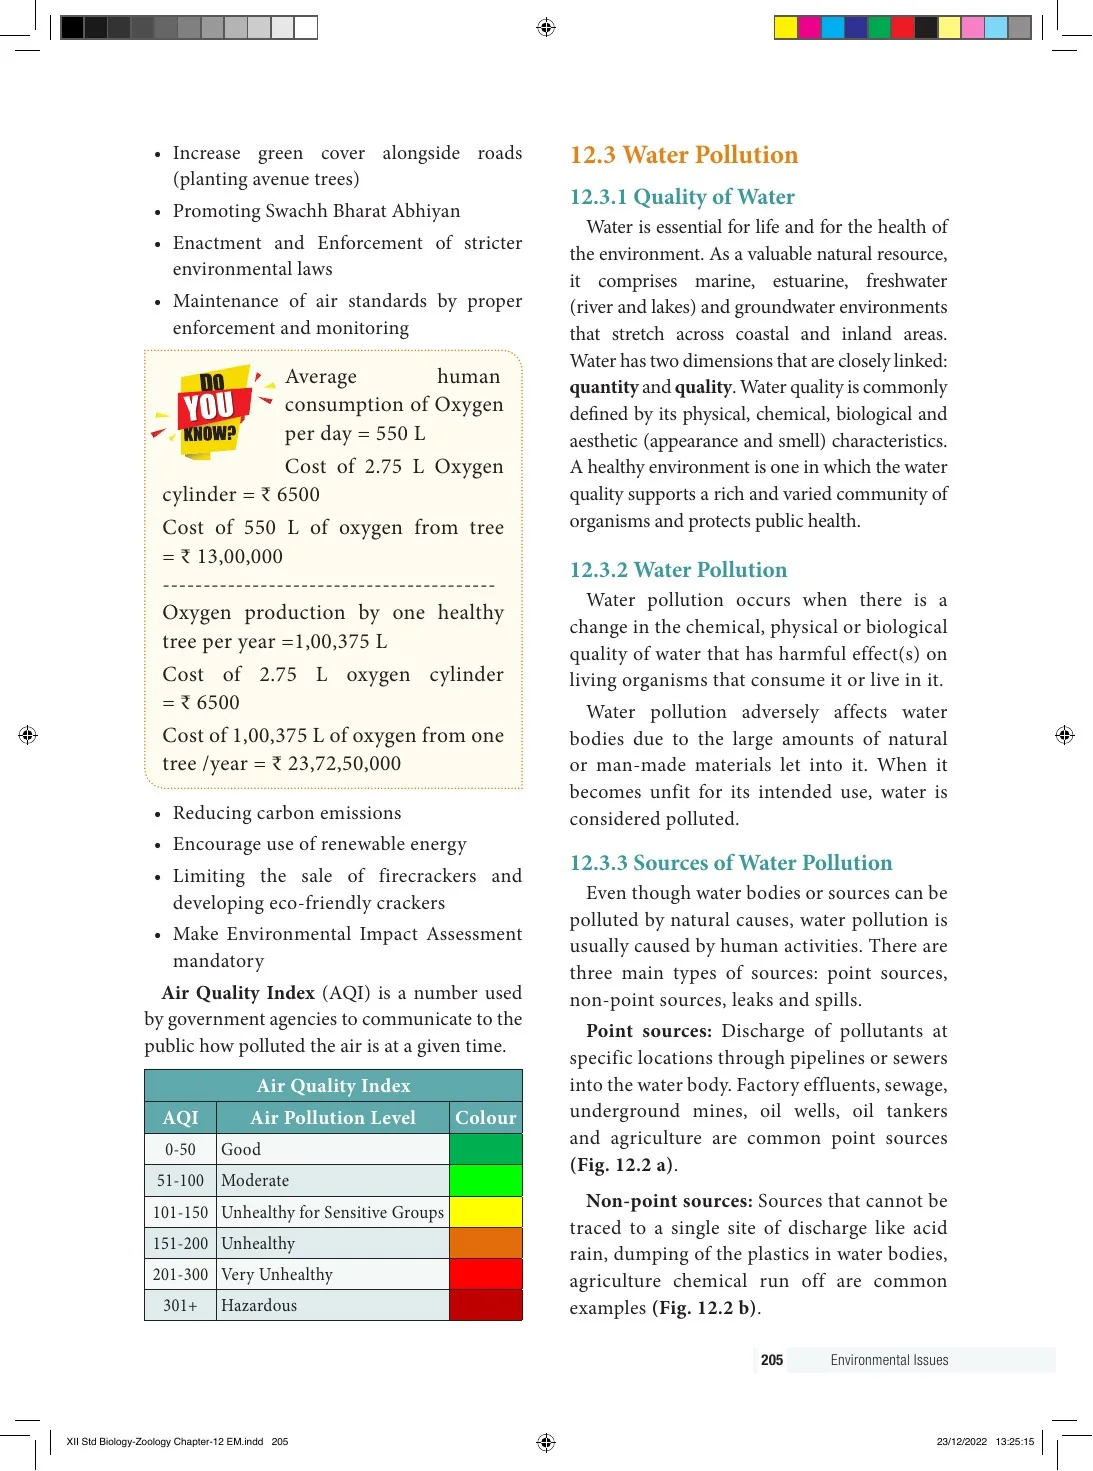 • Increase green cover alongside roads
(planting avenue trees)
• Promoting Swachh Bharat Abhiyan
• Enactment and Enforcement of stricter
environmental laws
• Maintenance of air standards by proper
enforcement and monitoring
DO
YOU
KNOW?
Average human
consumption of Oxygen
per day = 550 L
Cost of 2.75 L Oxygen
cylinder = ₹ 6500
Cost of 550 L of oxygen from tree
= ₹ 13,00,000
-----------------------------------------
Oxygen production by one healthy
tree per year =1,00,375 L
Cost of 2.75 L oxygen cylinder
= ₹ 6500
Cost of 1,00,375 L of oxygen from one
tree /year = ₹ 23,72,50,000
• Reducing carbon emissions
• Encourage use of renewable energy
• Limiting the sale of firecrackers and
developing eco-friendly crackers
• Make Environmental Impact Assessment
mandatory
Air Quality Index (AQI) is a number used
by government agencies to communicate to the
public how polluted the air is at a given time.
Air Quality Index
AQI Air Pollution Level Colour
0-50 Good
51-100 Moderate
101-150 Unhealthy for Sensitive Groups
151-200 Unhealthy
201-300 Very Unhealthy
301+ Hazardous
12.3 Water Pollution
12.3.1 Quality of Water
Water is essential for life and for the health of
the environment. As a valuable natural resource,
it comprises marine, estuarine, freshwater
(river and lakes) and groundwater environments
that stretch across coastal and inland areas.
Water has two dimensions that are closely linked:
quantity and quality. Water quality is commonly
defined by its physical, chemical, biological and
aesthetic (appearance and smell) characteristics.
A healthy environment is one in which the water
quality supports a rich and varied community of
organisms and protects public health.
12.3.2 Water Pollution
Water pollution occurs when there is a
change in the chemical, physical or biological
quality of water that has harmful effect(s) on
living organisms that consume it or live in it.
Water pollution adversely affects water
bodies due to the large amounts of natural
or man-made materials let into it. When it
becomes unfit for its intended use, water is
considered polluted.
12.3.3 Sources of Water Pollution
Even though water bodies or sources can be
polluted by natural causes, water pollution is
usually caused by human activities. There are
three main types of sources: point sources,
non-point sources, leaks and spills.
Point sources: Discharge of pollutants at
specific locations through pipelines or sewers
into the water body. Factory effluents, sewage,
underground mines, oil wells, oil tankers
and agriculture are common point sources
(Fig. 12.2 a).
Non-point sources: Sources that cannot be
traced to a single site of discharge like acid
rain, dumping of the plastics in water bodies,
agriculture chemical run off are common
examples (Fig. 12.2 b).
205 Environmental Issues
XII Std Biology-Zoology Chapter-12 EM.indd 205
23/12/2022 13:25:15